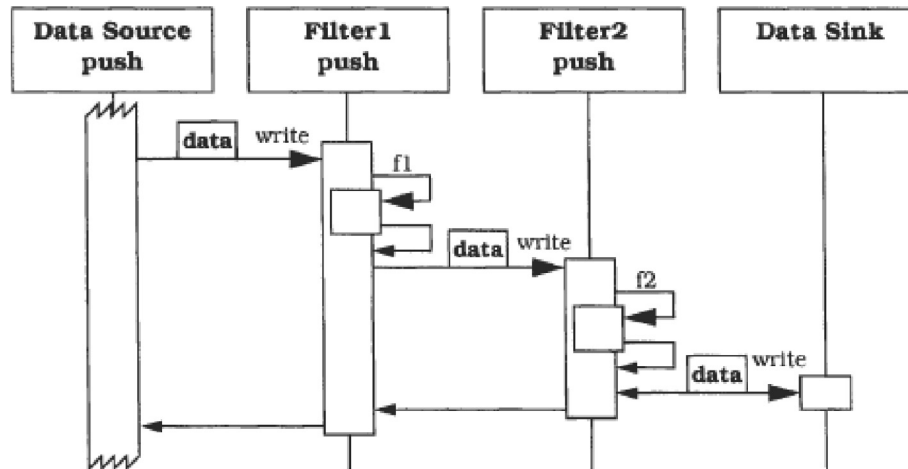 Data Source
push
Filter1
push
Filter2
push
Data Sink
data
write
f1
data
write
f2
data
write